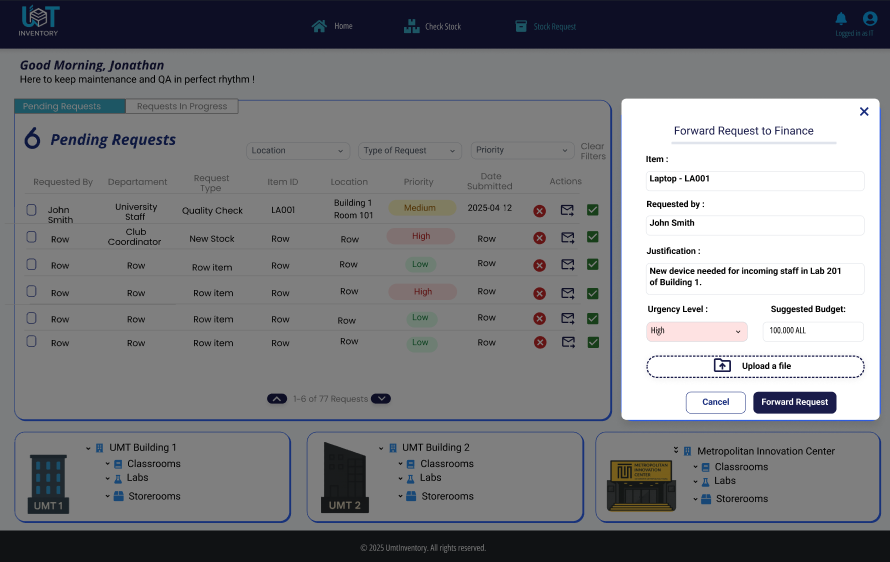 UMT
INVENTORY
Home
Check Stock
Stock Request
Logged in as IT
Good Morning, Jonathan
Here to keep maintenance and QA in perfect rhythm !
Pending Requests
Requests In Progress
6 Pending Requests
Location
Type of Request
Priority
Clear
Filters
Requested By
Departament
Request
Type
Item ID
Location
Priority
Date
Submitted
Actions
John
Smith
University
Staff
Quality Check
LA001
Building 1
Room 101
Medium
2025-04 12
Row
Club
Coordinator
New Stock
Row
Row
High
Row
Row
Row
Row item
Row
Row
Low
Row
Row
Row
Row item
Row
Row
High
Row
Row
Row
Row item
Row
Row
Low
Row
Row
Row
Row item
Row
Row
Low
Row
1-6 of 77 Requests
Forward Request to Finance
Item :
Laptop - LA001
Requested by :
John Smith
Justification :
New device needed for incoming staff in Lab 201
of Building 1.
Urgency Level :
Suggested Budget:
High
100.000 ALL
Upload a file
Cancel
Forward Request
UMT 1
UMT Building 1
Classrooms
Labs
Storerooms
UMT 2
UMT Building 2
Classrooms
Labs
Storerooms
METROPOLITAN
INNOVATION
CENTER
Metropolitan Innovation Center
Classrooms
Labs
Storerooms
© 2025 UmtInventory. All rights reserved.